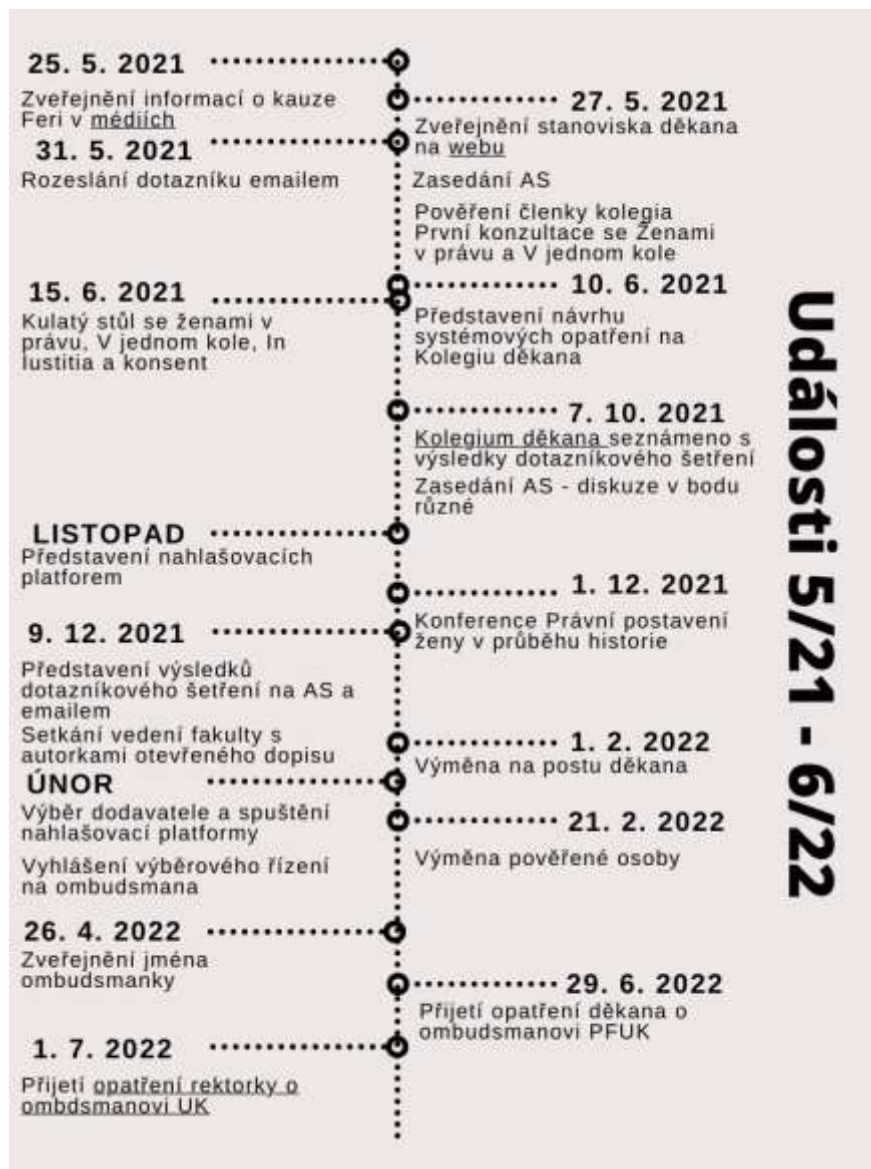 25. 5. 2021
Zveřejnění informací o kauze
Feri v médiích
27. 5. 2021
Zveřejnění stanoviska děkana
na webu
Zasedání AS
Pověření členky kolegia
První konzultace se Ženami
v právu a V jednom kole
31. 5. 2021
Rozeslání dotazníku emailem
10. 6. 2021
Představení návrhu
systémových opatření na
Kolegiu děkana
15. 6. 2021
Kulatý stůl se ženami v
právu, V jednom kole, In
Iustitia a konsent
7. 10. 2021
Kolegium děkana seznámeno s
výsledky dotazníkového šetření
Zasedání AS - diskuze v bodu
různé
LISTOPAD
Představení nahlašovacích
platforem
1. 12. 2021
Konference Právní postavení
ženy v průběhu historie
9. 12. 2021
Představení výsledků
dotazníkového šetření na AS a
emailem
Setkání vedení fakulty s
autorkami otevřeného dopisu
1. 2. 2022
Výměna na postu děkana
ÚNOR
Výběr dodavatele a spuštění
nahlašovací platformy
Vyhlášení výběrového řízení
na ombudsmana
21. 2. 2022
Výměna pověřené osoby
26. 4. 2022
Zveřejnění jména
ombudsmanky
29. 6. 2022
Přijetí opatření děkana o
ombudsmanovi PFUK
1. 7. 2022
Přijetí opatření rektorky o
ombdsmanovi UK
Události 5/21 - 6/22